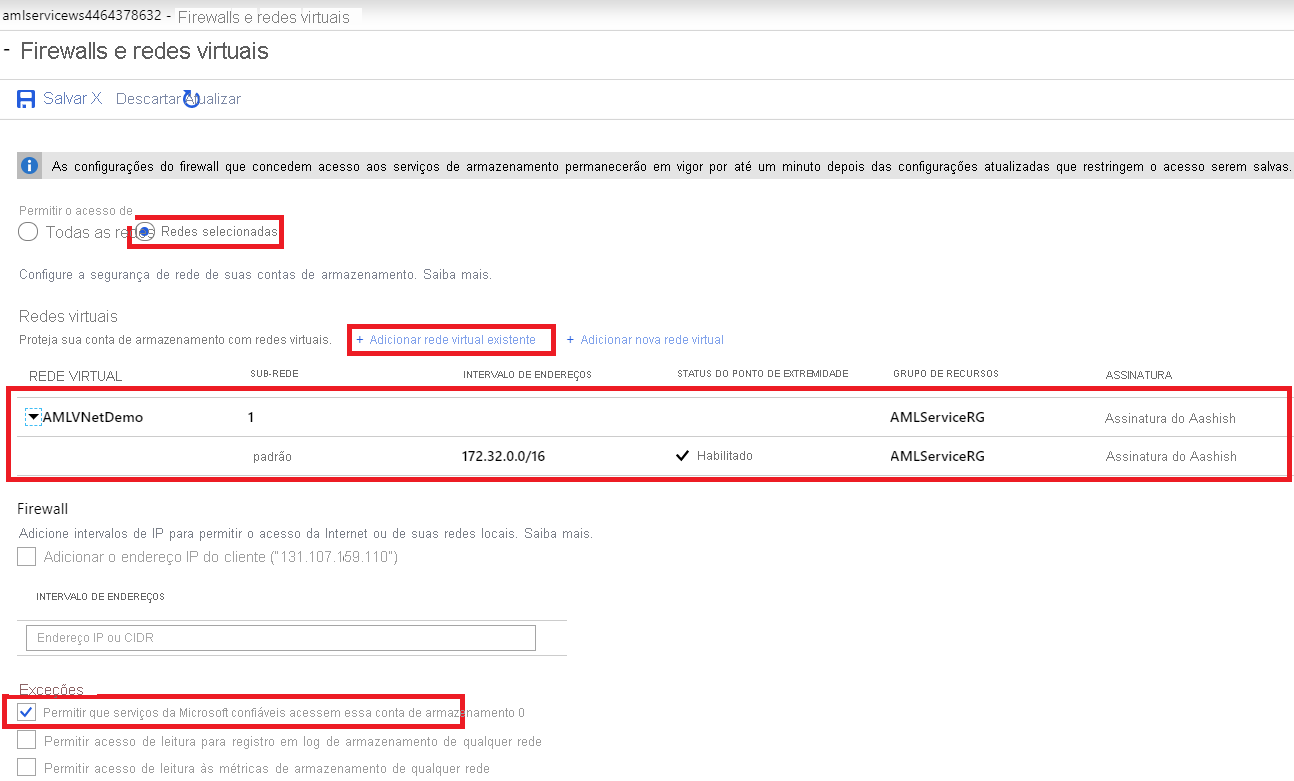 amlservicews4464378632 - Firewalls e redes virtuais
- Firewalls e redes virtuais
Salvar X Descartar Atualizar
As configurações do firewall que concedem acesso aos serviços de armazenamento permanecerão em vigor por até um minuto depois das configurações atualizadas que restringem o acesso serem salvas.
Permitir o acesso de
Todas as redes Redes selecionadas
Configure a segurança de rede de suas contas de armazenamento. Saiba mais.
Redes virtuais
Proteja sua conta de armazenamento com redes virtuais. + Adicionar rede virtual existente + Adicionar nova rede virtual
REDE VIRTUAL SUB-REDE INTERVALO DE ENDEREÇOS STATUS DO PONTO DE EXTREMIDADE GRUPO DE RECURSOS ASSINATURA
AMLVNetDemo 1 AMLServiceRG Assinatura do Aashish
padrão 172.32.0.0/16 Habilitado AMLServiceRG Assinatura do Aashish
Firewall
Adicione intervalos de IP para permitir o acesso da Internet ou de suas redes locais. Saiba mais.
Adicionar o endereço IP do cliente ("131.107.159.110")
INTERVALO DE ENDEREÇOS
Endereço IP ou CIDR
Exceções
Permitir que serviços da Microsoft confiáveis acessem essa conta de armazenamento 0
Permitir acesso de leitura para registro em log de armazenamento de qualquer rede
Permitir acesso de leitura às métricas de armazenamento de qualquer rede